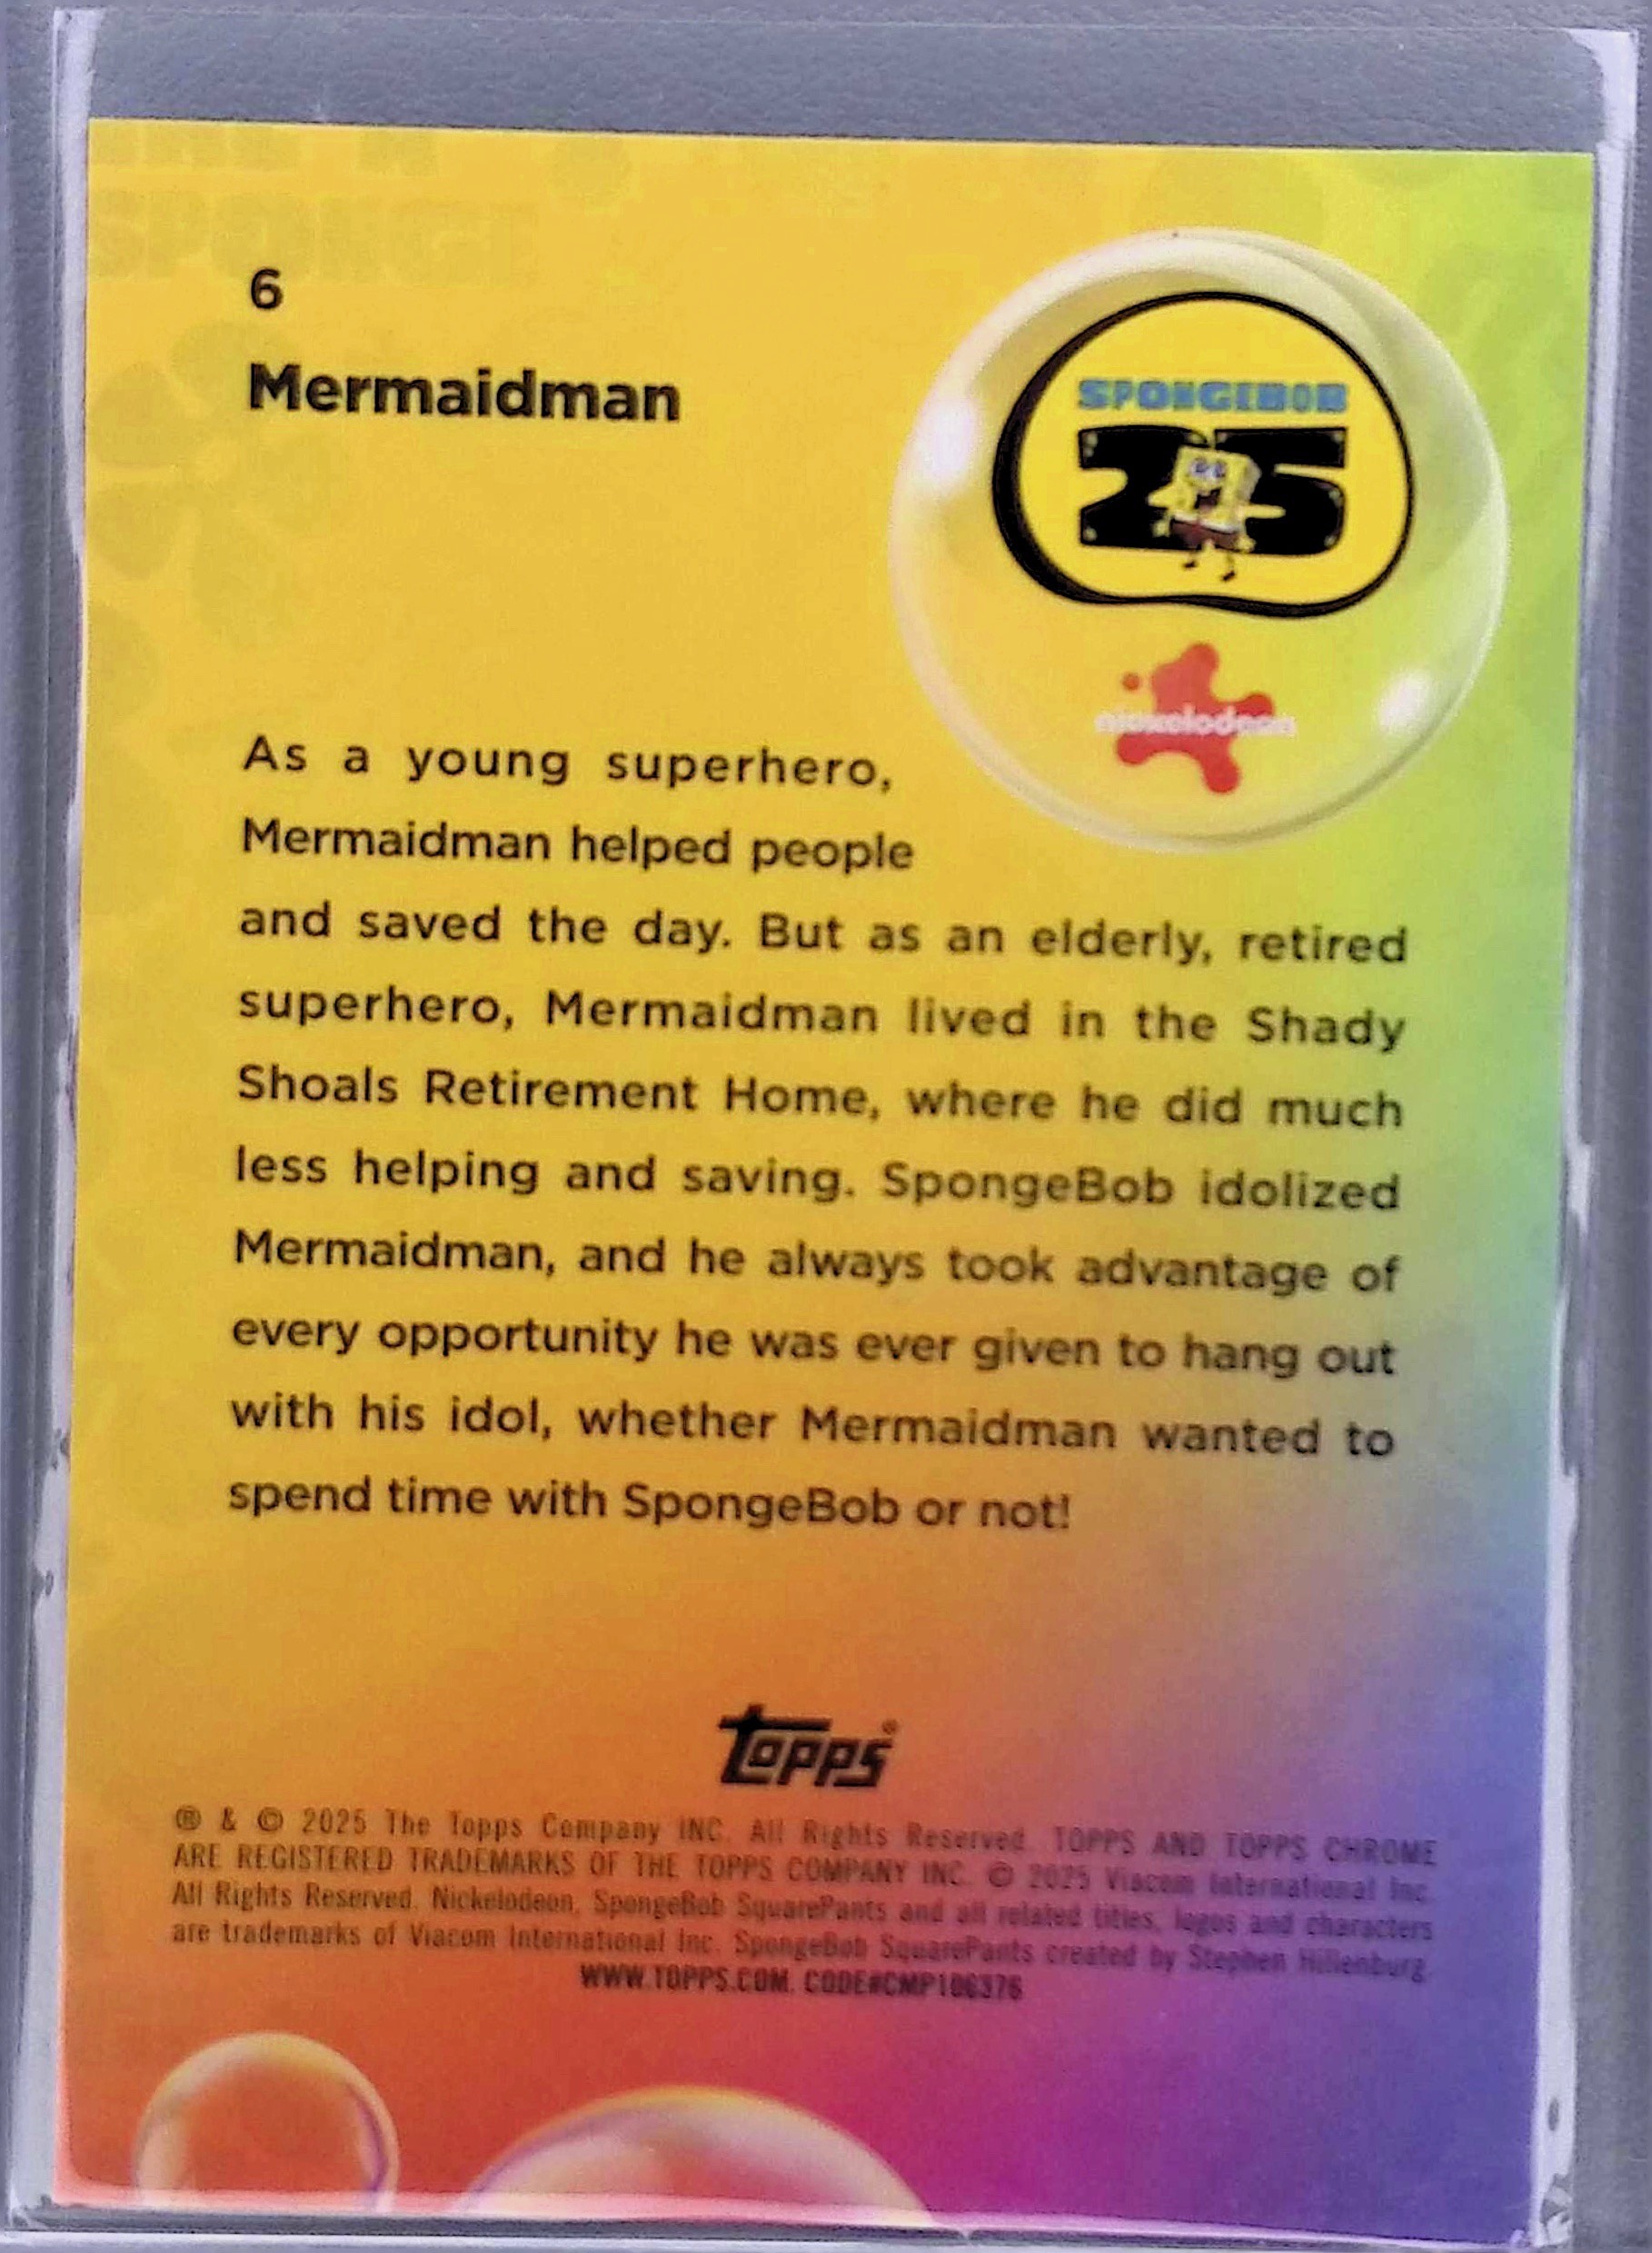 6
Mermaidman
SPONGEBOB
25
nickelodeon
As a young superhero,
Mermaidman helped people
and saved the day. But as an elderly, retired
superhero, Mermaidman lived in the Shady
Shoals Retirement Home, where he did much
less helping and saving. SpongeBob idolized
Mermaidman, and he always took advantage of
every opportunity he was ever given to hang out
with his idol, whether Mermaidman wanted to
spend time with SpongeBob or not!
topps®
® & © 2025 The Topps Company INC. All Rights Reserved. TOPPS AND TOPPS CHROME
ARE REGISTERED TRADEMARKS OF THE TOPPS COMPANY INC. © 2025 Viacom International Inc.
All Rights Reserved. Nickelodeon, SpongeBob SquarePants and all related titles, logos and characters
are trademarks of Viacom International Inc. SpongeBob SquarePants created by Stephen Hillenburg.
WWW.TOPPS.COM. CODE#CMP106376